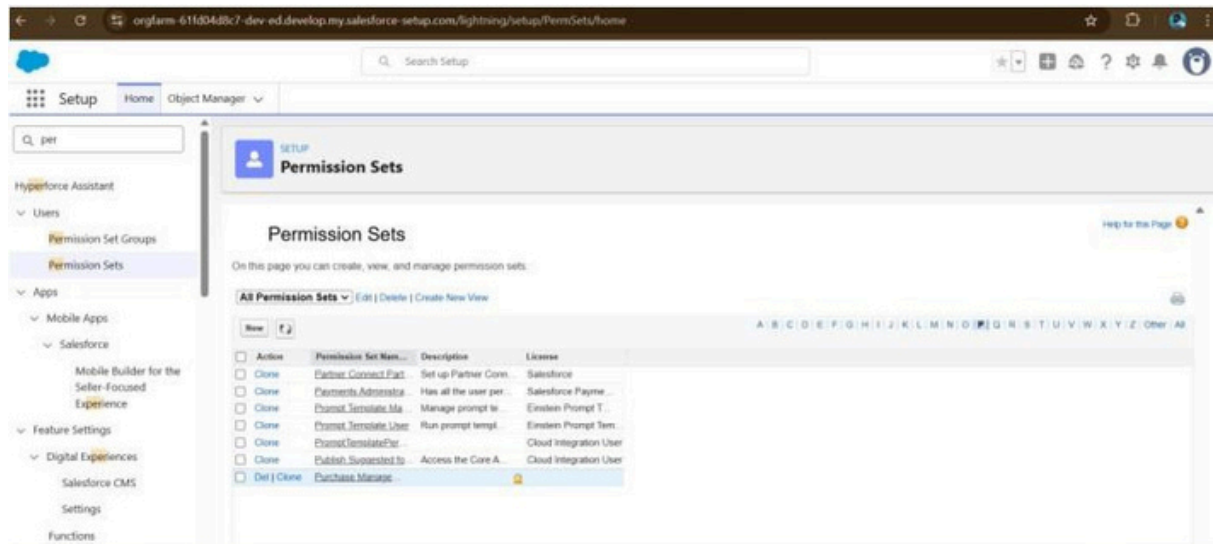 orgfarm-61fd04d8c7-dev-ed.develop.my.salesforce-setup.com/lightning/setup/PermSets/home
Search Setup
Setup Home Object Manager
per
Hyperforce Assistant
Users
Permission Set Groups
Permission Sets
Apps
Mobile Apps
Salesforce
Mobile Builder for the
Seller-Focused
Experience
Feature Settings
Digital Experiences
Salesforce CMS
Settings
Functions
SETUP
Permission Sets
Permission Sets
Help for this Page
On this page you can create, view, and manage permission sets.
All Permission Sets Edit | Delete | Create New View
New
A B C D E F G H I J K L M N O P Q R S T U V W X Y Z Other All
Action Permission Set Nam... Description License
Clone Partner Connect Part... Set up Partner Conn... Salesforce
Clone Payments Administra... Has all the user per... Salesforce Payme...
Clone Prompt Template Ma... Manage prompt te... Einstein Prompt T...
Clone Prompt Template User Run prompt templ... Einstein Prompt Tem...
Clone PromptTemplatePer... Cloud Integration User
Clone Publish Suggested fo... Access the Core A... Cloud Integration User
Del | Clone Purchase Manage...